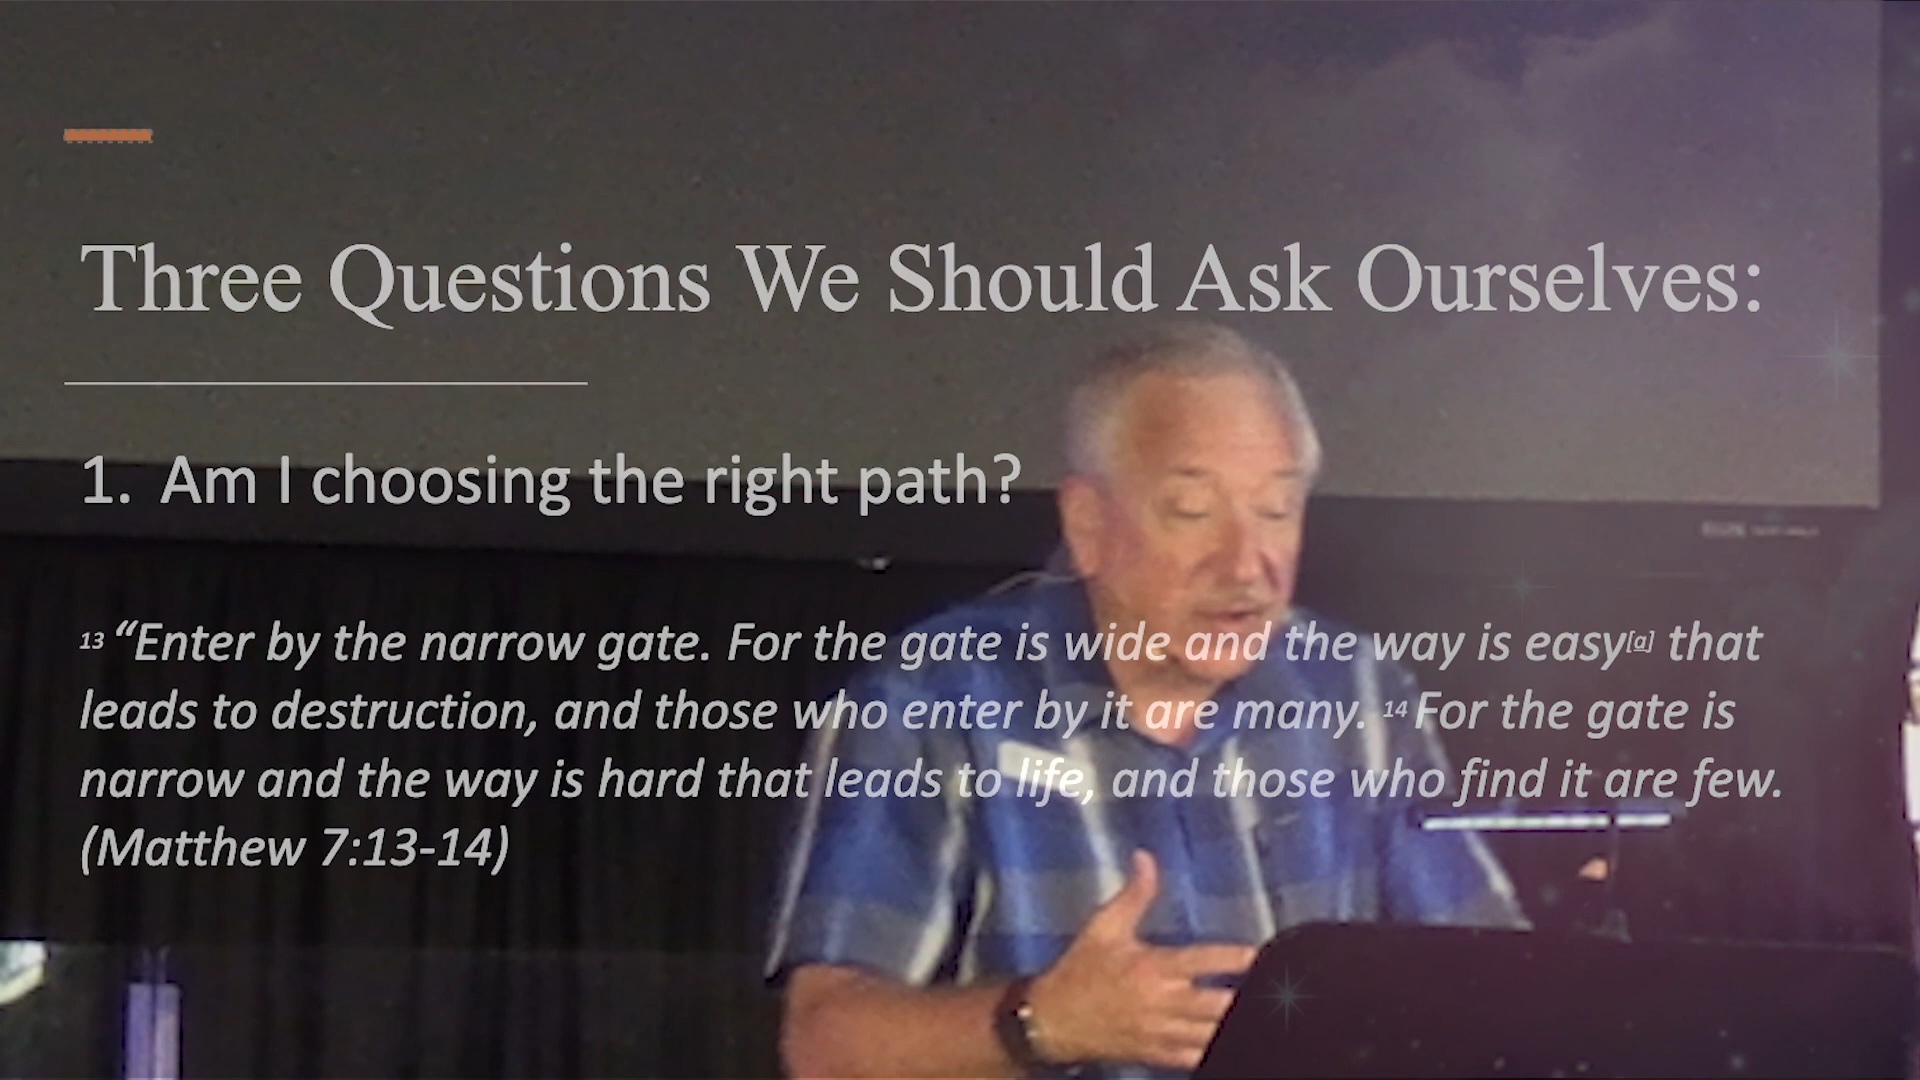 Three Questions We Should Ask Ourselves:
1. Am I choosing the right path?
13 “Enter by the narrow gate. For the gate is wide and the way is easy[a] that
leads to destruction, and those who enter by it are many. 14 For the gate is
narrow and the way is hard that leads to life, and those who find it are few.
(Matthew 7:13-14)